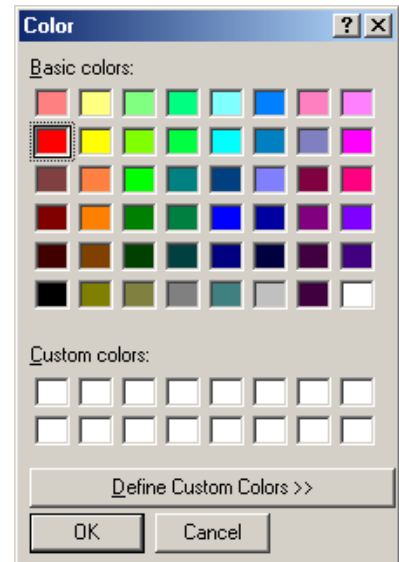 Color ? ×
Basic colors:
Custom colors:
Define Custom Colors >>
OK Cancel